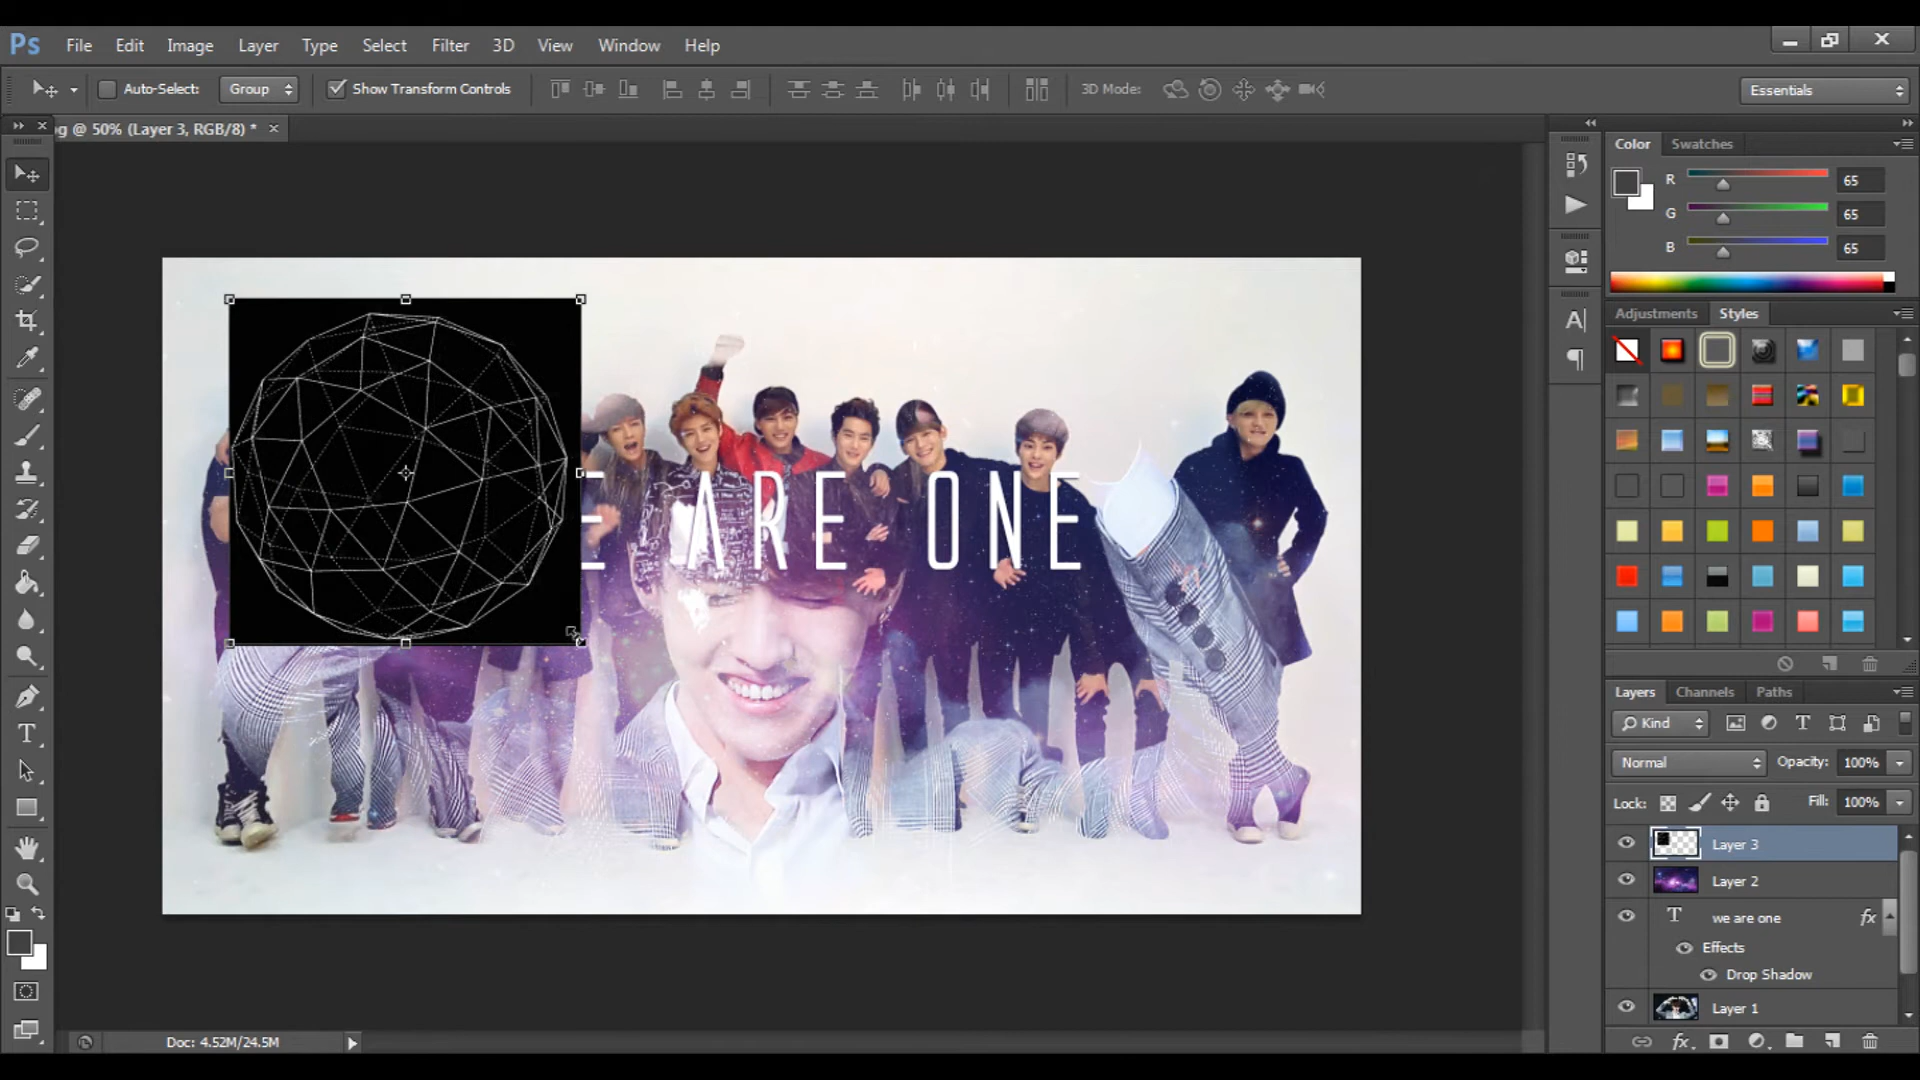 Ps File Edit Image Layer Type Select Filter 3D View Window Help
Auto-Select: Group Show Transform Controls 3D Mode: Essentials
g @ 50% (Layer 3, RGB/8) * ×
Color Swatches
R 65
G 65
B 65
Adjustments Styles
E ARE ONE
Layers Channels Paths
Kind
Normal Opacity: 100%
Lock: Fill: 100%
Layer 3
Layer 2
T we are one fx
Effects
Drop Shadow
Layer 1
Doc: 4.52M/24.5M